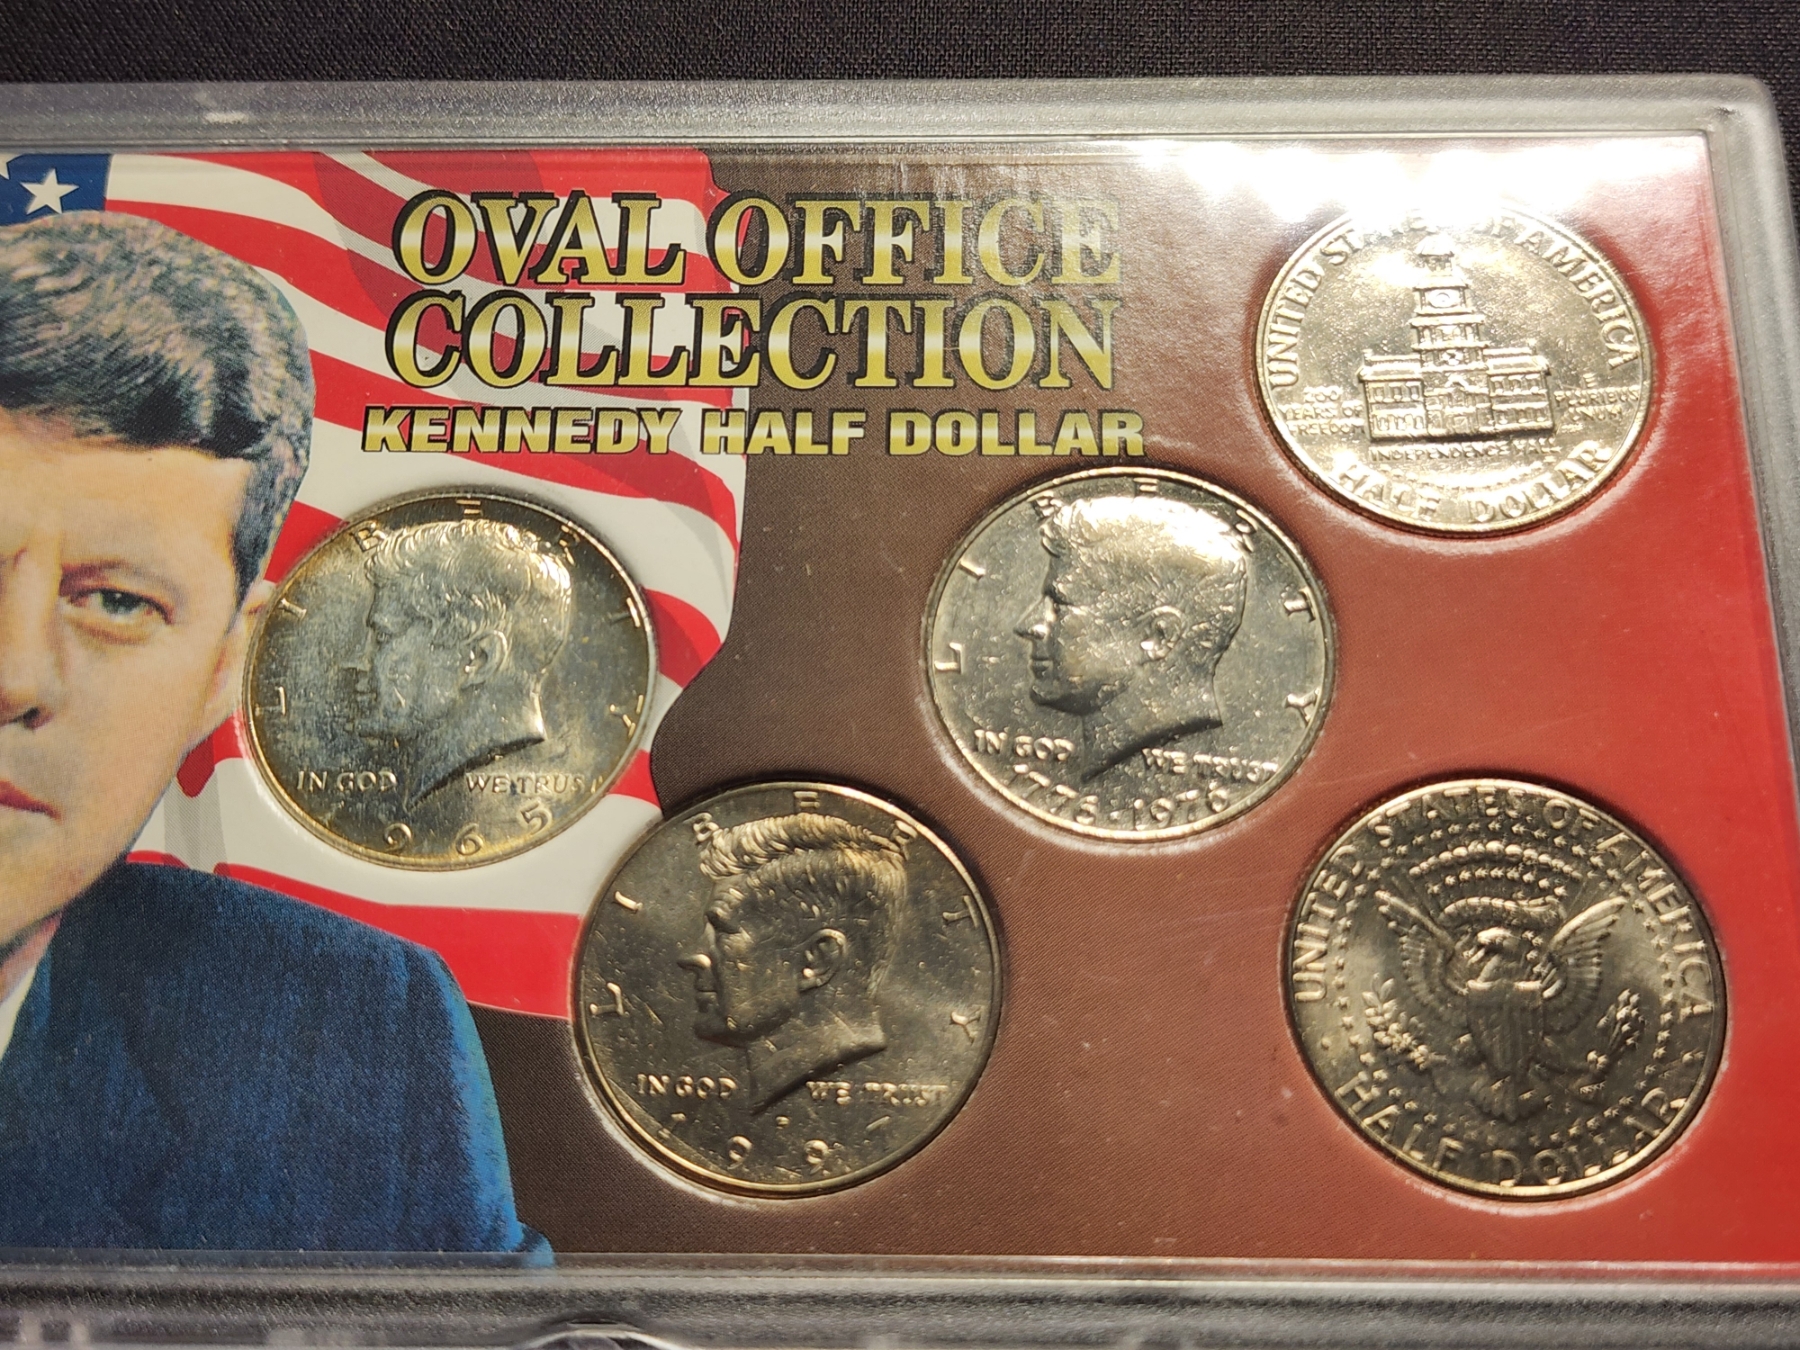 OVAL OFFICE
COLLECTION
KENNEDY HALF DOLLAR
UNITED STATES OF AMERICA
200
YEARS OF
FREEDOM
E
PLURIBUS
UNUM
INDEPENDENCE HALL
HALF DOLLAR
LIBERTY
IN GOD WE TRUST
1965
LIBERTY
IN GOD WE TRUST
1776-1976
LIBERTY
IN GOD WE TRUST
P
1997
UNITED STATES OF AMERICA
HALF DOLLAR